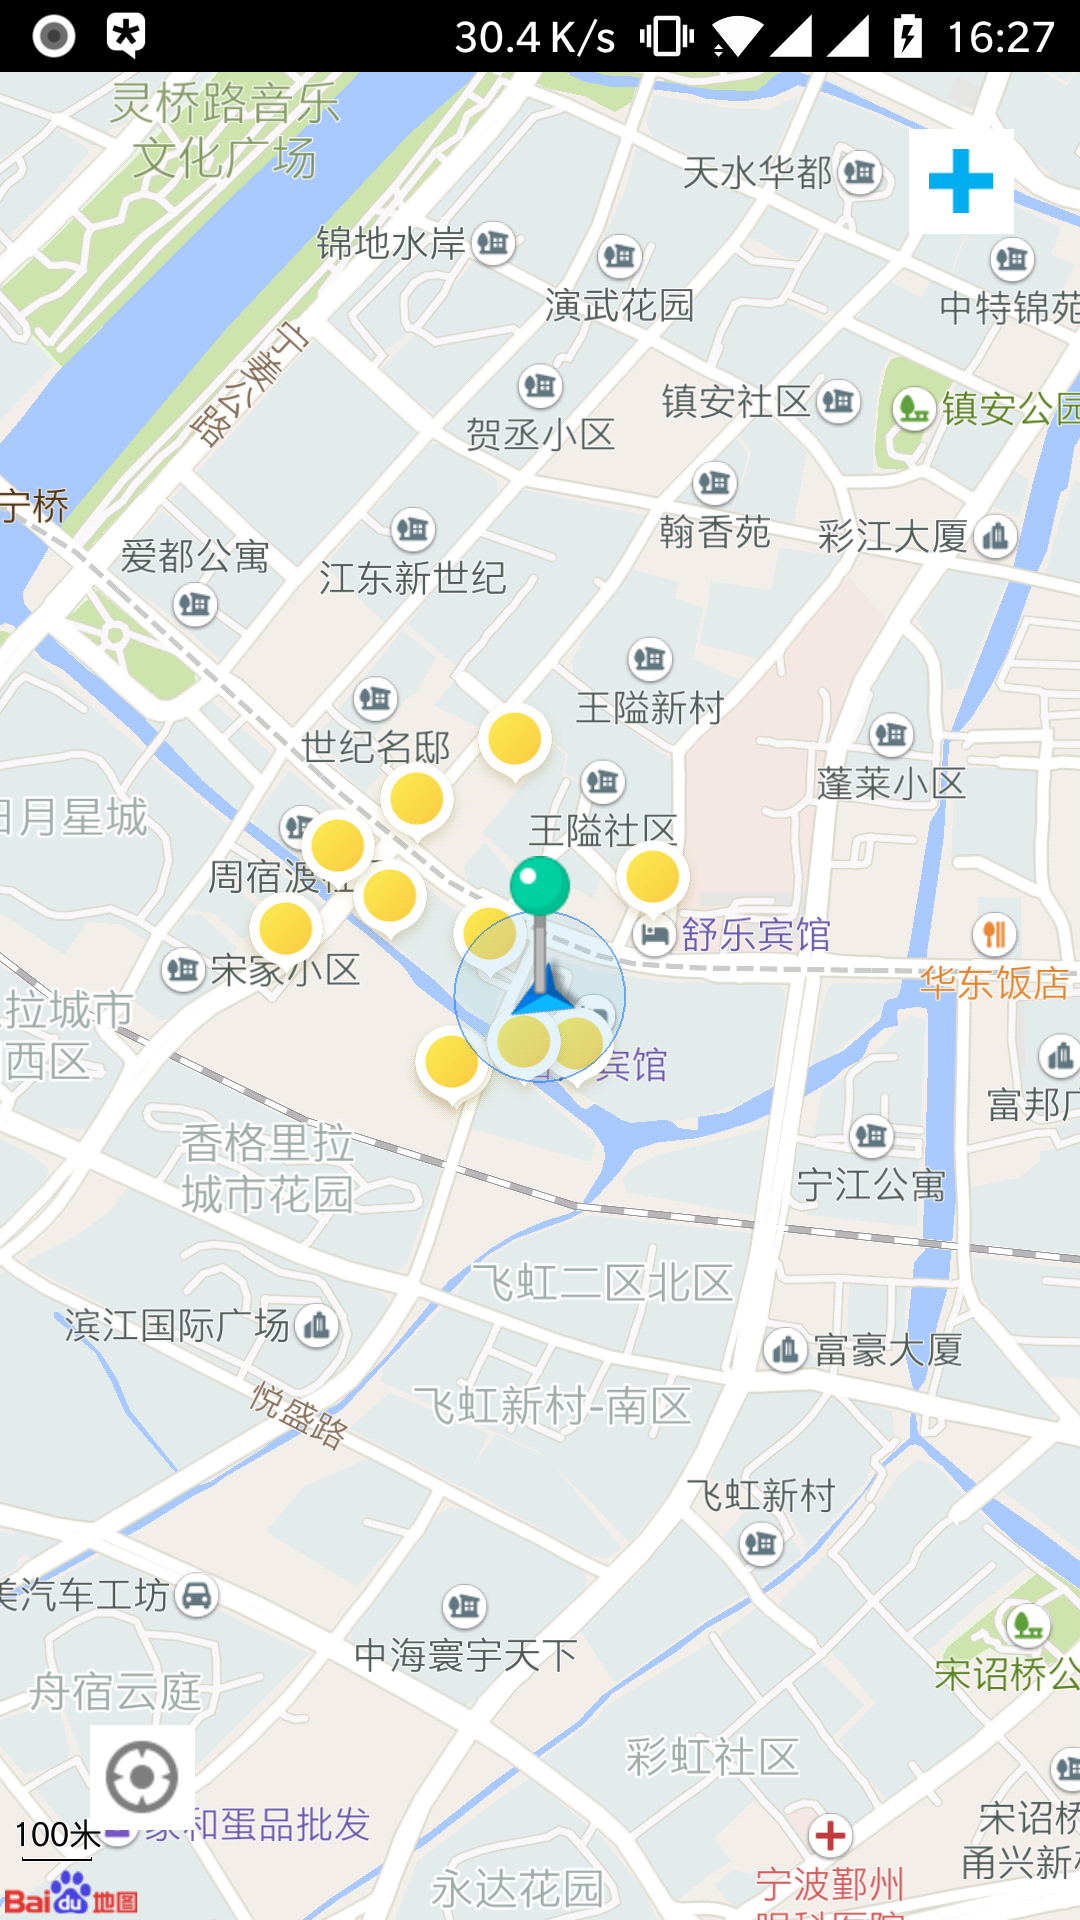 30.4 K/s 16:27
灵桥路音乐
文化广场
天水华都
锦地水岸
演武花园
中特锦苑
宁姜公路
镇安社区
镇安公园
贺丞小区
宁桥
翰香苑
彩江大厦
爱都公寓
江东新世纪
王隘新村
世纪名邸
蓬莱小区
日月星城
王隘社区
周宿渡
舒乐宾馆
宋家小区
华东饭店
拉城市
西区
宾馆
富邦广
香格里拉
城市花园
宁江公寓
飞虹二区北区
滨江国际广场
富豪大厦
悦盛路
飞虹新村-南区
飞虹新村
美汽车工坊
中海寰宇天下
宋诏桥公
舟宿云庭
彩虹社区
100米
家和蛋品批发
宋诏桥
甬兴新村
永达花园
宁波鄞州
眼科医院
Bai du 地图